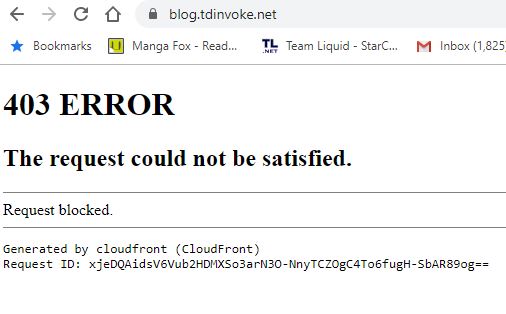 blog.tdinvoke.net
Bookmarks Manga Fox - Read... TL .NET Team Liquid - StarC... Inbox (1,825
403 ERROR
The request could not be satisfied.
Request blocked.
Generated by cloudfront (CloudFront)
Request ID: xjeDQAidsV6Vub2HDMXSo3arN3O-NnyTCZOgC4To6fugH-SbAR89og==